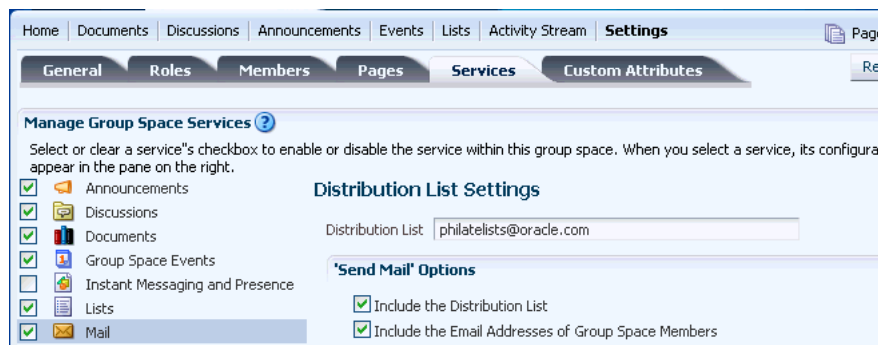 Home Documents Discussions Announcements Events Lists Activity Stream Settings
General Roles Members Pages Services Custom Attributes
Manage Group Space Services ?
Select or clear a service"s checkbox to enable or disable the service within this group space. When you select a service, its
appear in the pane on the right.
Announcements
Discussions
Documents
Group Space Events
Instant Messaging and Presence
Lists
Mail
Distribution List Settings
Distribution List philatelists@oracle.com
'Send Mail' Options
Include the Distribution List
Include the Email Addresses of Group Space Members